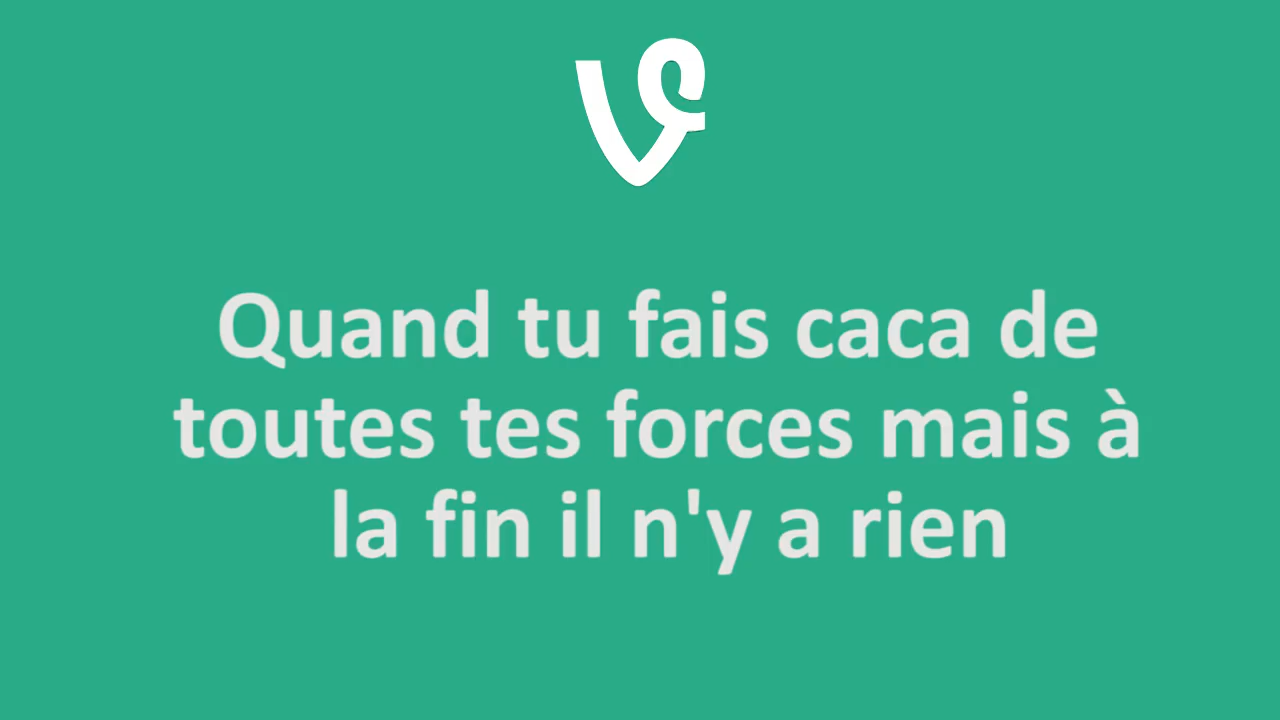 Quand tu fais caca de
toutes tes forces mais à
la fin il n'y a rien